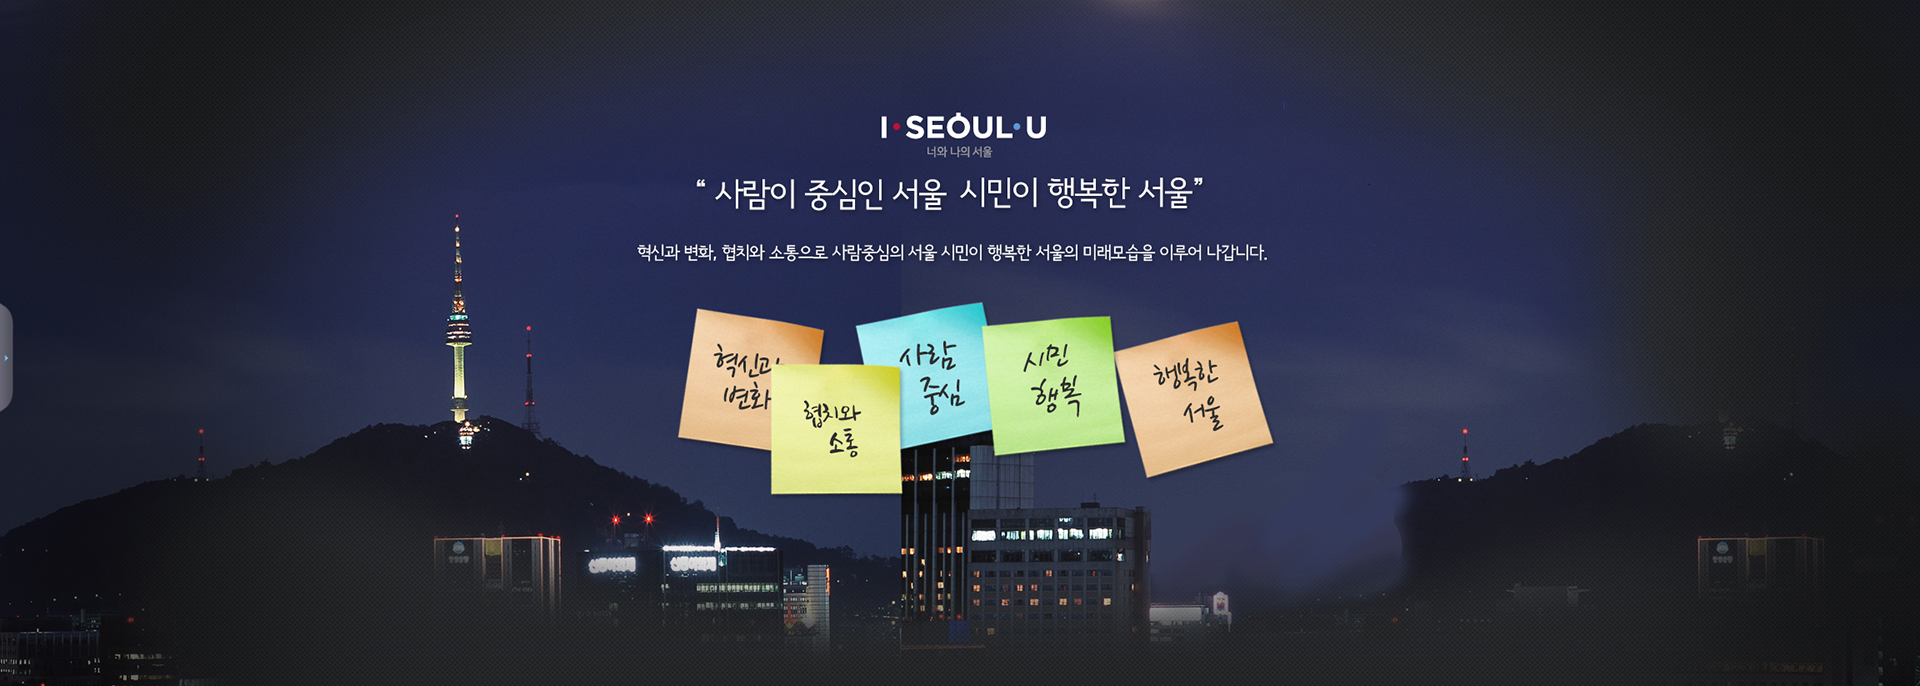 I·SEOUL·U
너와 나의 서울
“ 사람이 중심인 서울 시민이 행복한 서울”
혁신과 변화, 협치와 소통으로 사람중심의 서울 시민이 행복한 서울의 미래모습을 이루어 나갑니다.
혁신과
변화
협치와
소통
사람
중심
시민
행복
행복한
서울